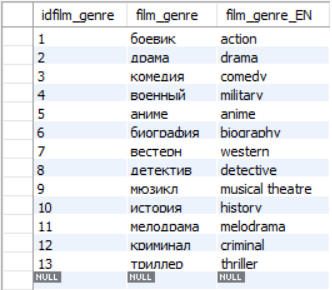 idfilm_genre film_genre film_genre_EN
1 боевик action
2 драма drama
3 комедия comedy
4 военный military
5 аниме anime
6 биография biography
7 вестерн western
8 детектив detective
9 мюзикл musical theatre
10 история history
11 мелодрама melodrama
12 криминал criminal
13 триллер thriller
NULL NULL NULL